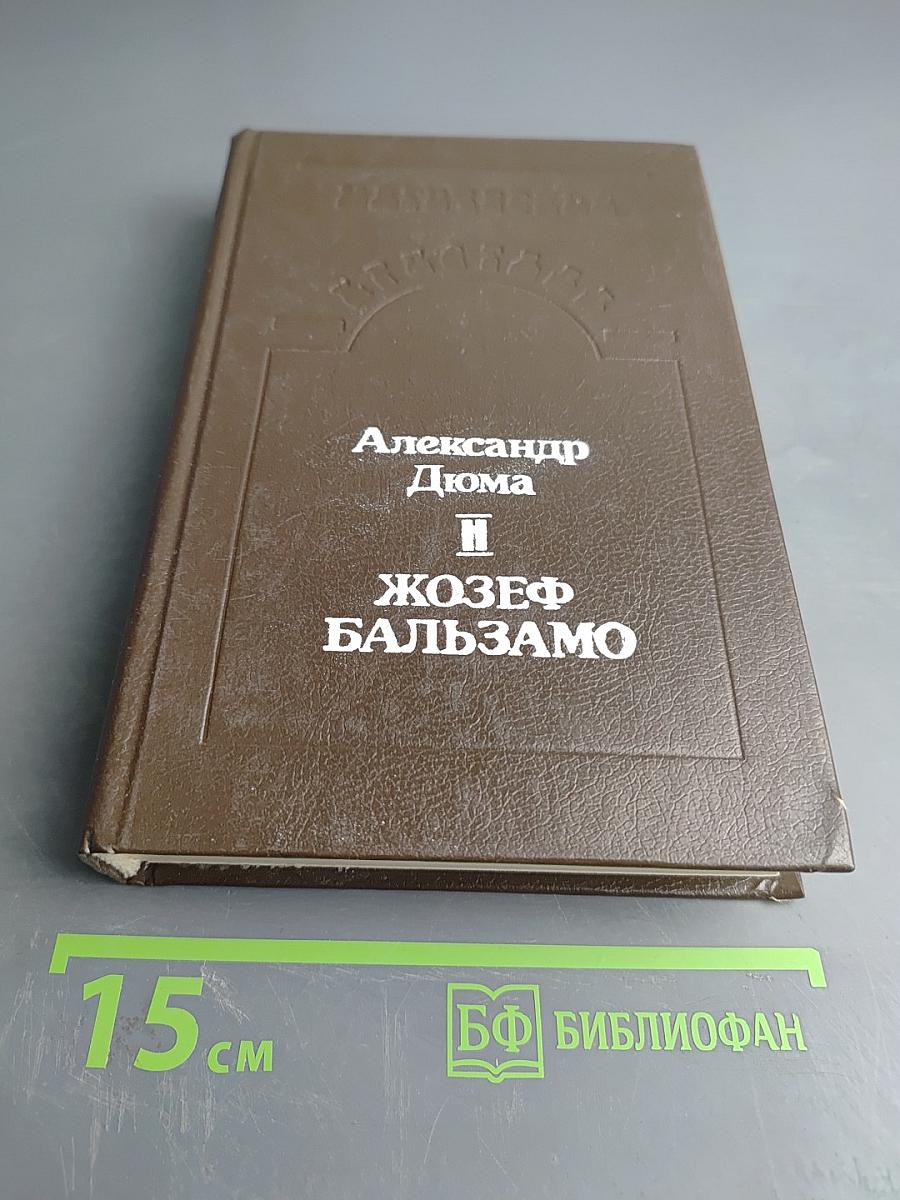 Александр
Дюма
II
ЖОЗЕФ
БАЛЬЗАМО
15 см
БФ БИБЛИОФАН